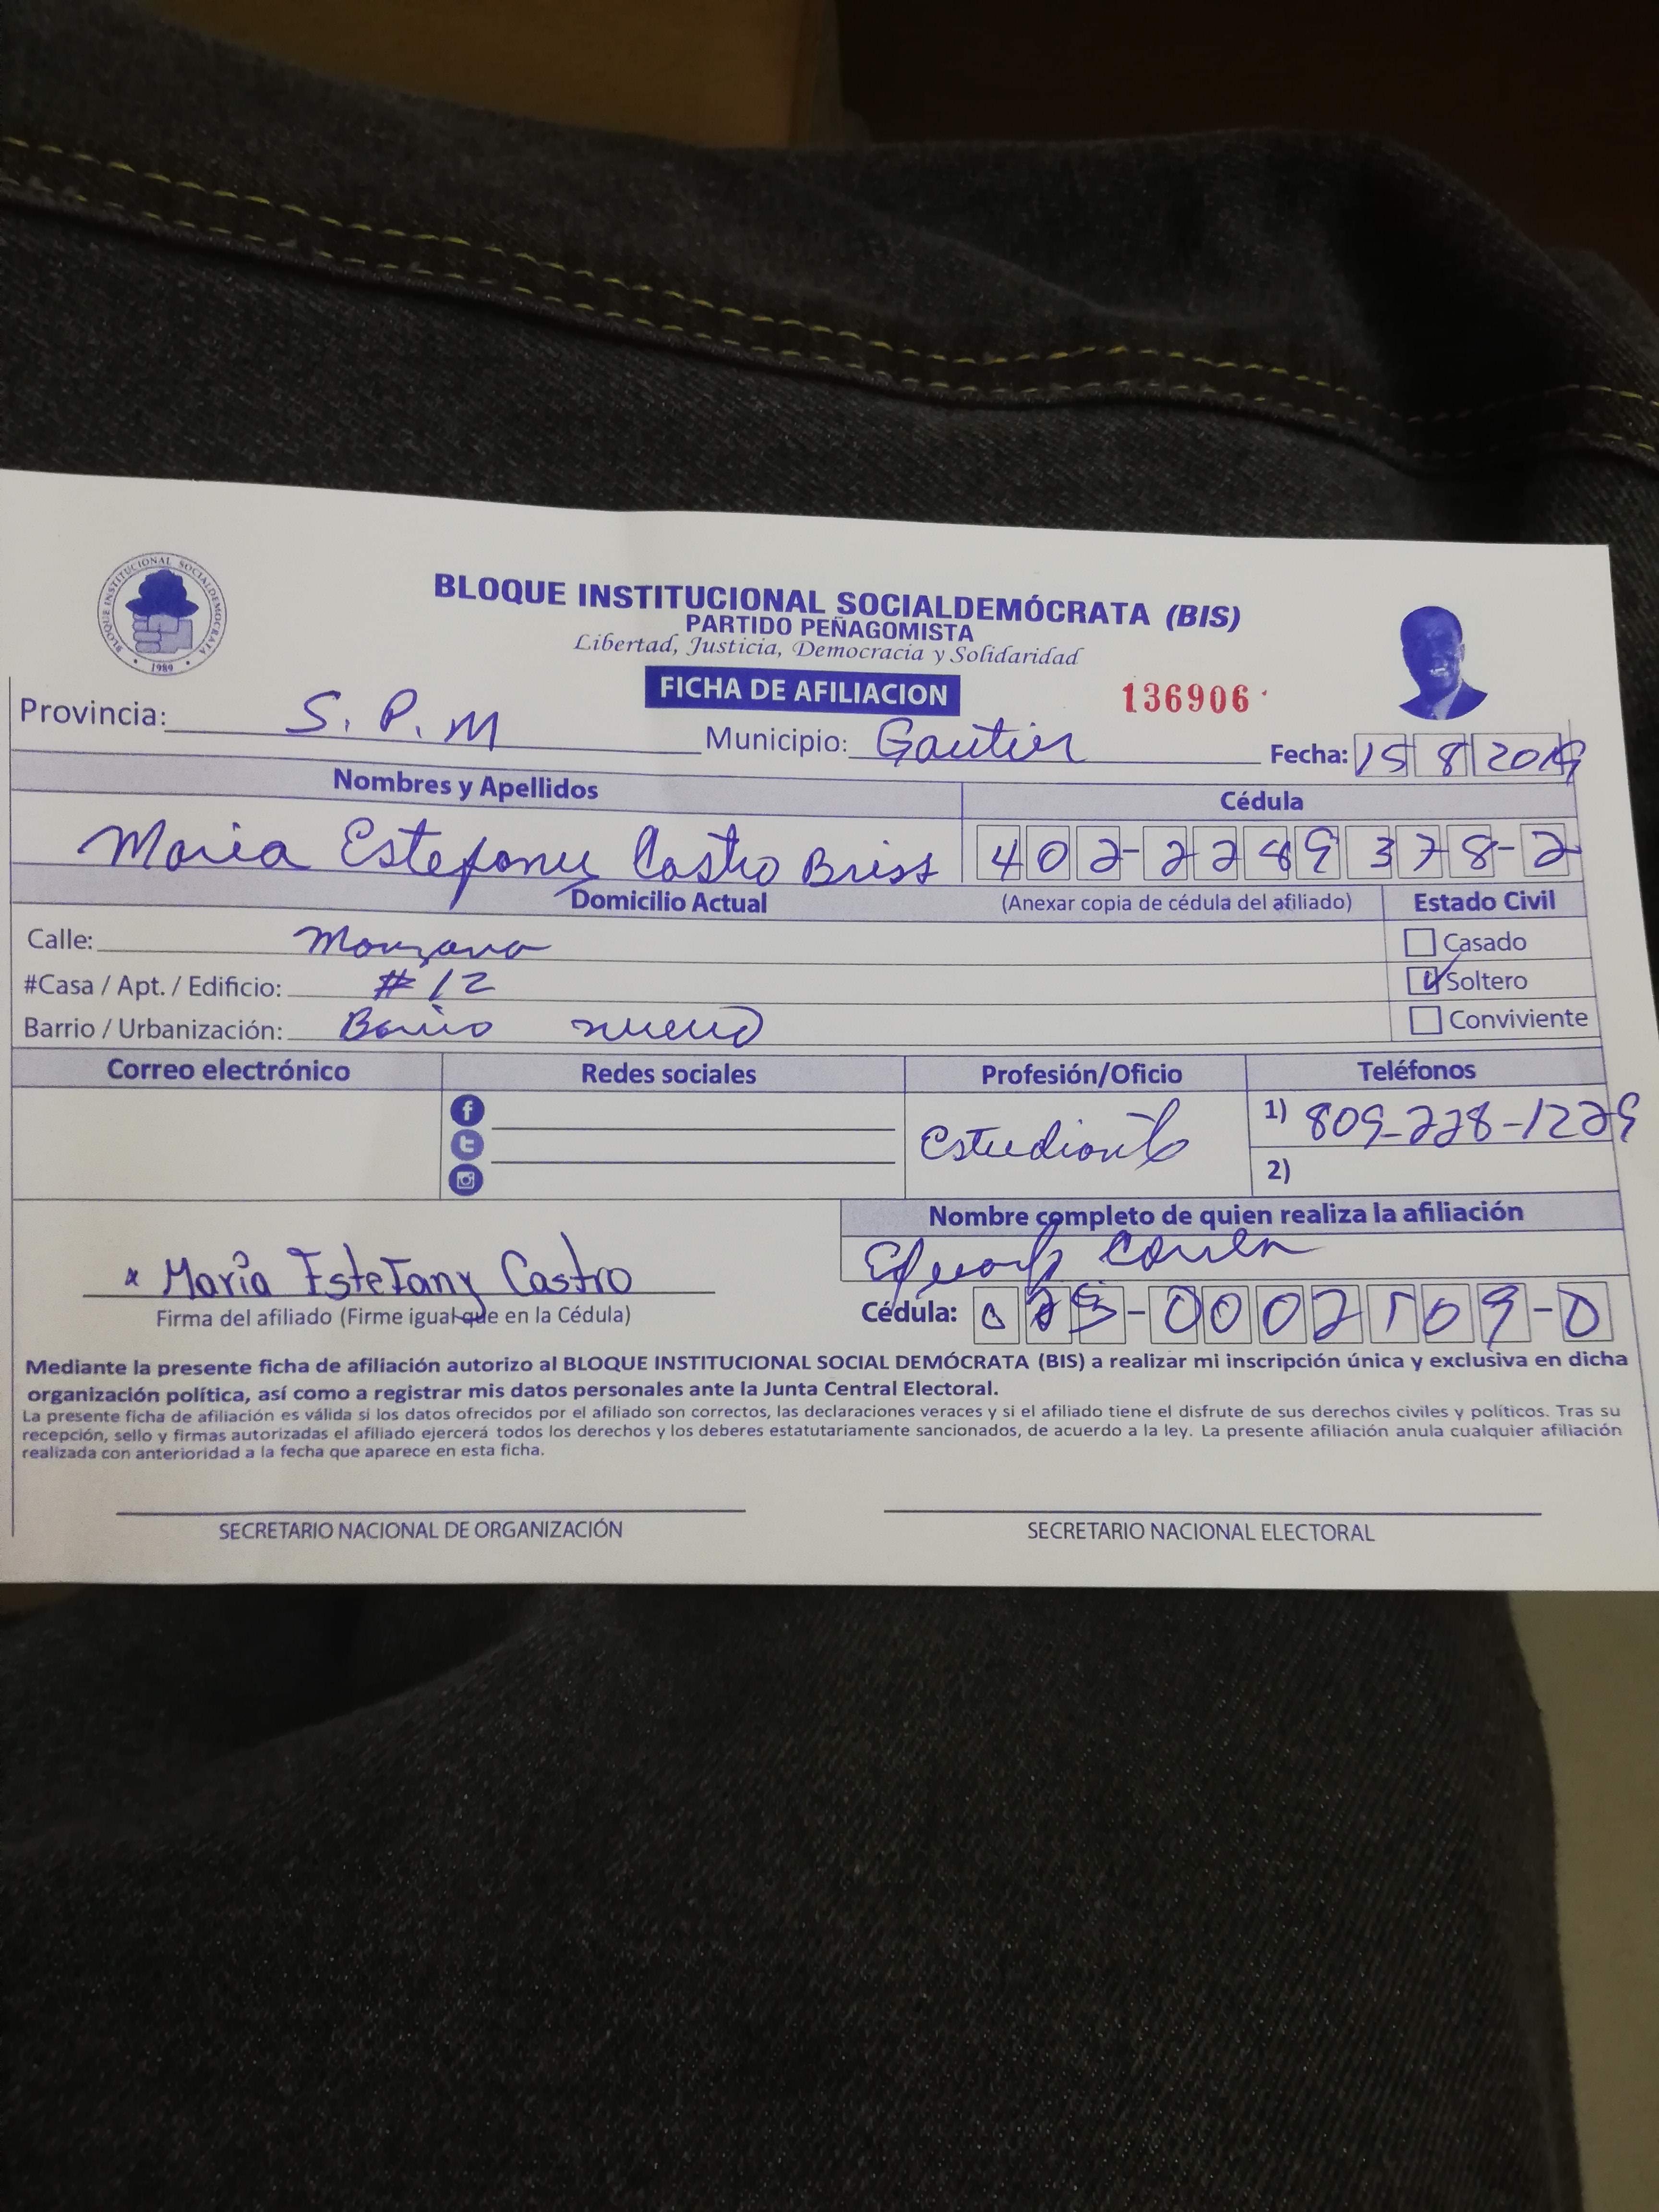 BLOQUE INSTITUCIONAL SOCIALDEMOCRATA
1989
BLOQUE INSTITUCIONAL SOCIALDEMÓCRATA (BIS)
PARTIDO PEÑAGOMISTA
Libertad, Justicia, Democracia y Solidaridad
FICHA DE AFILIACION
136906
Provincia: S. P. M Municipio: Gautier Fecha: 15 8 2019
Nombres y Apellidos Cédula
Maria Estefany Castro 402-2289378-2
Domicilio Actual (Anexar copia de cédula del afiliado) Estado Civil
Calle: Manzana Casado
#Casa / Apt. / Edificio: #12 Soltero
Barrio / Urbanización: Barrio nuevo Conviviente
Correo electrónico Redes sociales Profesión/Oficio Teléfonos
Estudiante 1) 809-228-1229
2)
Nombre completo de quien realiza la afiliación
x María Estefany Castro
Firma del afiliado (Firme igual que en la Cédula) Cédula: -0002109-0
Mediante la presente ficha de afiliación autorizo al BLOQUE INSTITUCIONAL SOCIAL DEMÓCRATA (BIS) a realizar mi inscripción única y exclusiva en dicha
organización política, así como a registrar mis datos personales ante la Junta Central Electoral.
La presente ficha de afiliación es válida si los datos ofrecidos por el afiliado son correctos, las declaraciones veraces y si el afiliado tiene el disfrute de sus derechos civiles y políticos. Tras su
recepción, sello y firmas autorizadas el afiliado ejercerá todos los derechos y los deberes estatutariamente sancionados, de acuerdo a la ley. La presente afiliación anula cualquier afiliación
realizada con anterioridad a la fecha que aparece en esta ficha.
SECRETARIO NACIONAL DE ORGANIZACIÓN SECRETARIO NACIONAL ELECTORAL